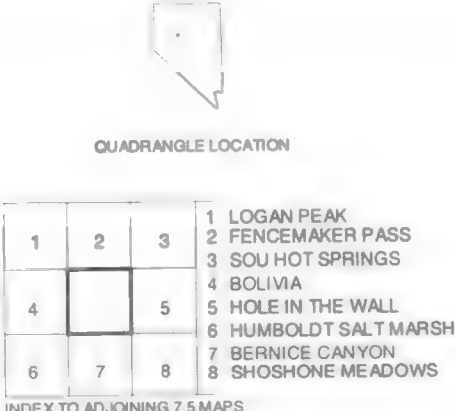 QUADRANGLE LOCATION
1 2 3
4 5
6 7 8
1 LOGAN PEAK
2 FENCEMAKER PASS
3 SOU HOT SPRINGS
4 BOLIVIA
5 HOLE IN THE WALL
6 HUMBOLDT SALT MARSH
7 BERNICE CANYON
8 SHOSHONE MEADOWS
INDEX TO ADJOINING 7.5 MAPS